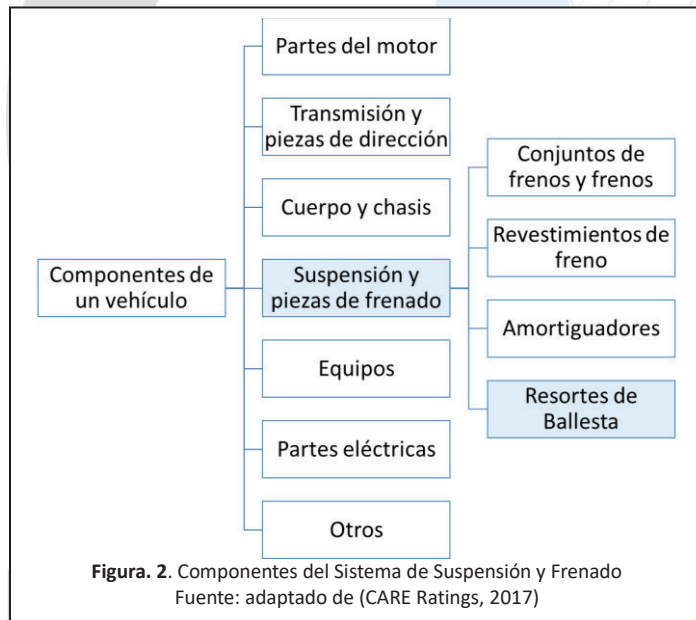 Partes del motor
Transmisión y
piezas de dirección
Cuerpo y chasis
Componentes de
un vehículo
Suspensión y
piezas de frenado
Equipos
Partes eléctricas
Otros
Conjuntos de
frenos y frenos
Revestimientos de
freno
Amortiguadores
Resortes de
Ballesta
Figura. 2. Componentes del Sistema de Suspensión y Frenado
Fuente: adaptado de (CARE Ratings, 2017)